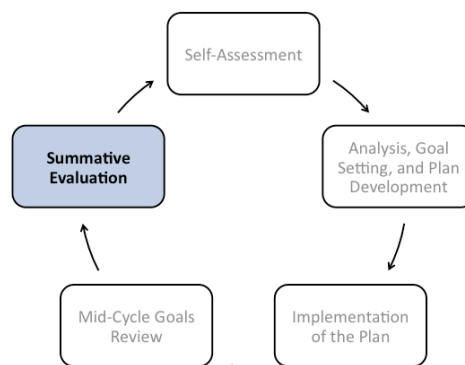 Self-Assessment
Summative
Evaluation
Analysis, Goal
Setting, and Plan
Development
Mid-Cycle Goals
Review
Implementation
of the Plan